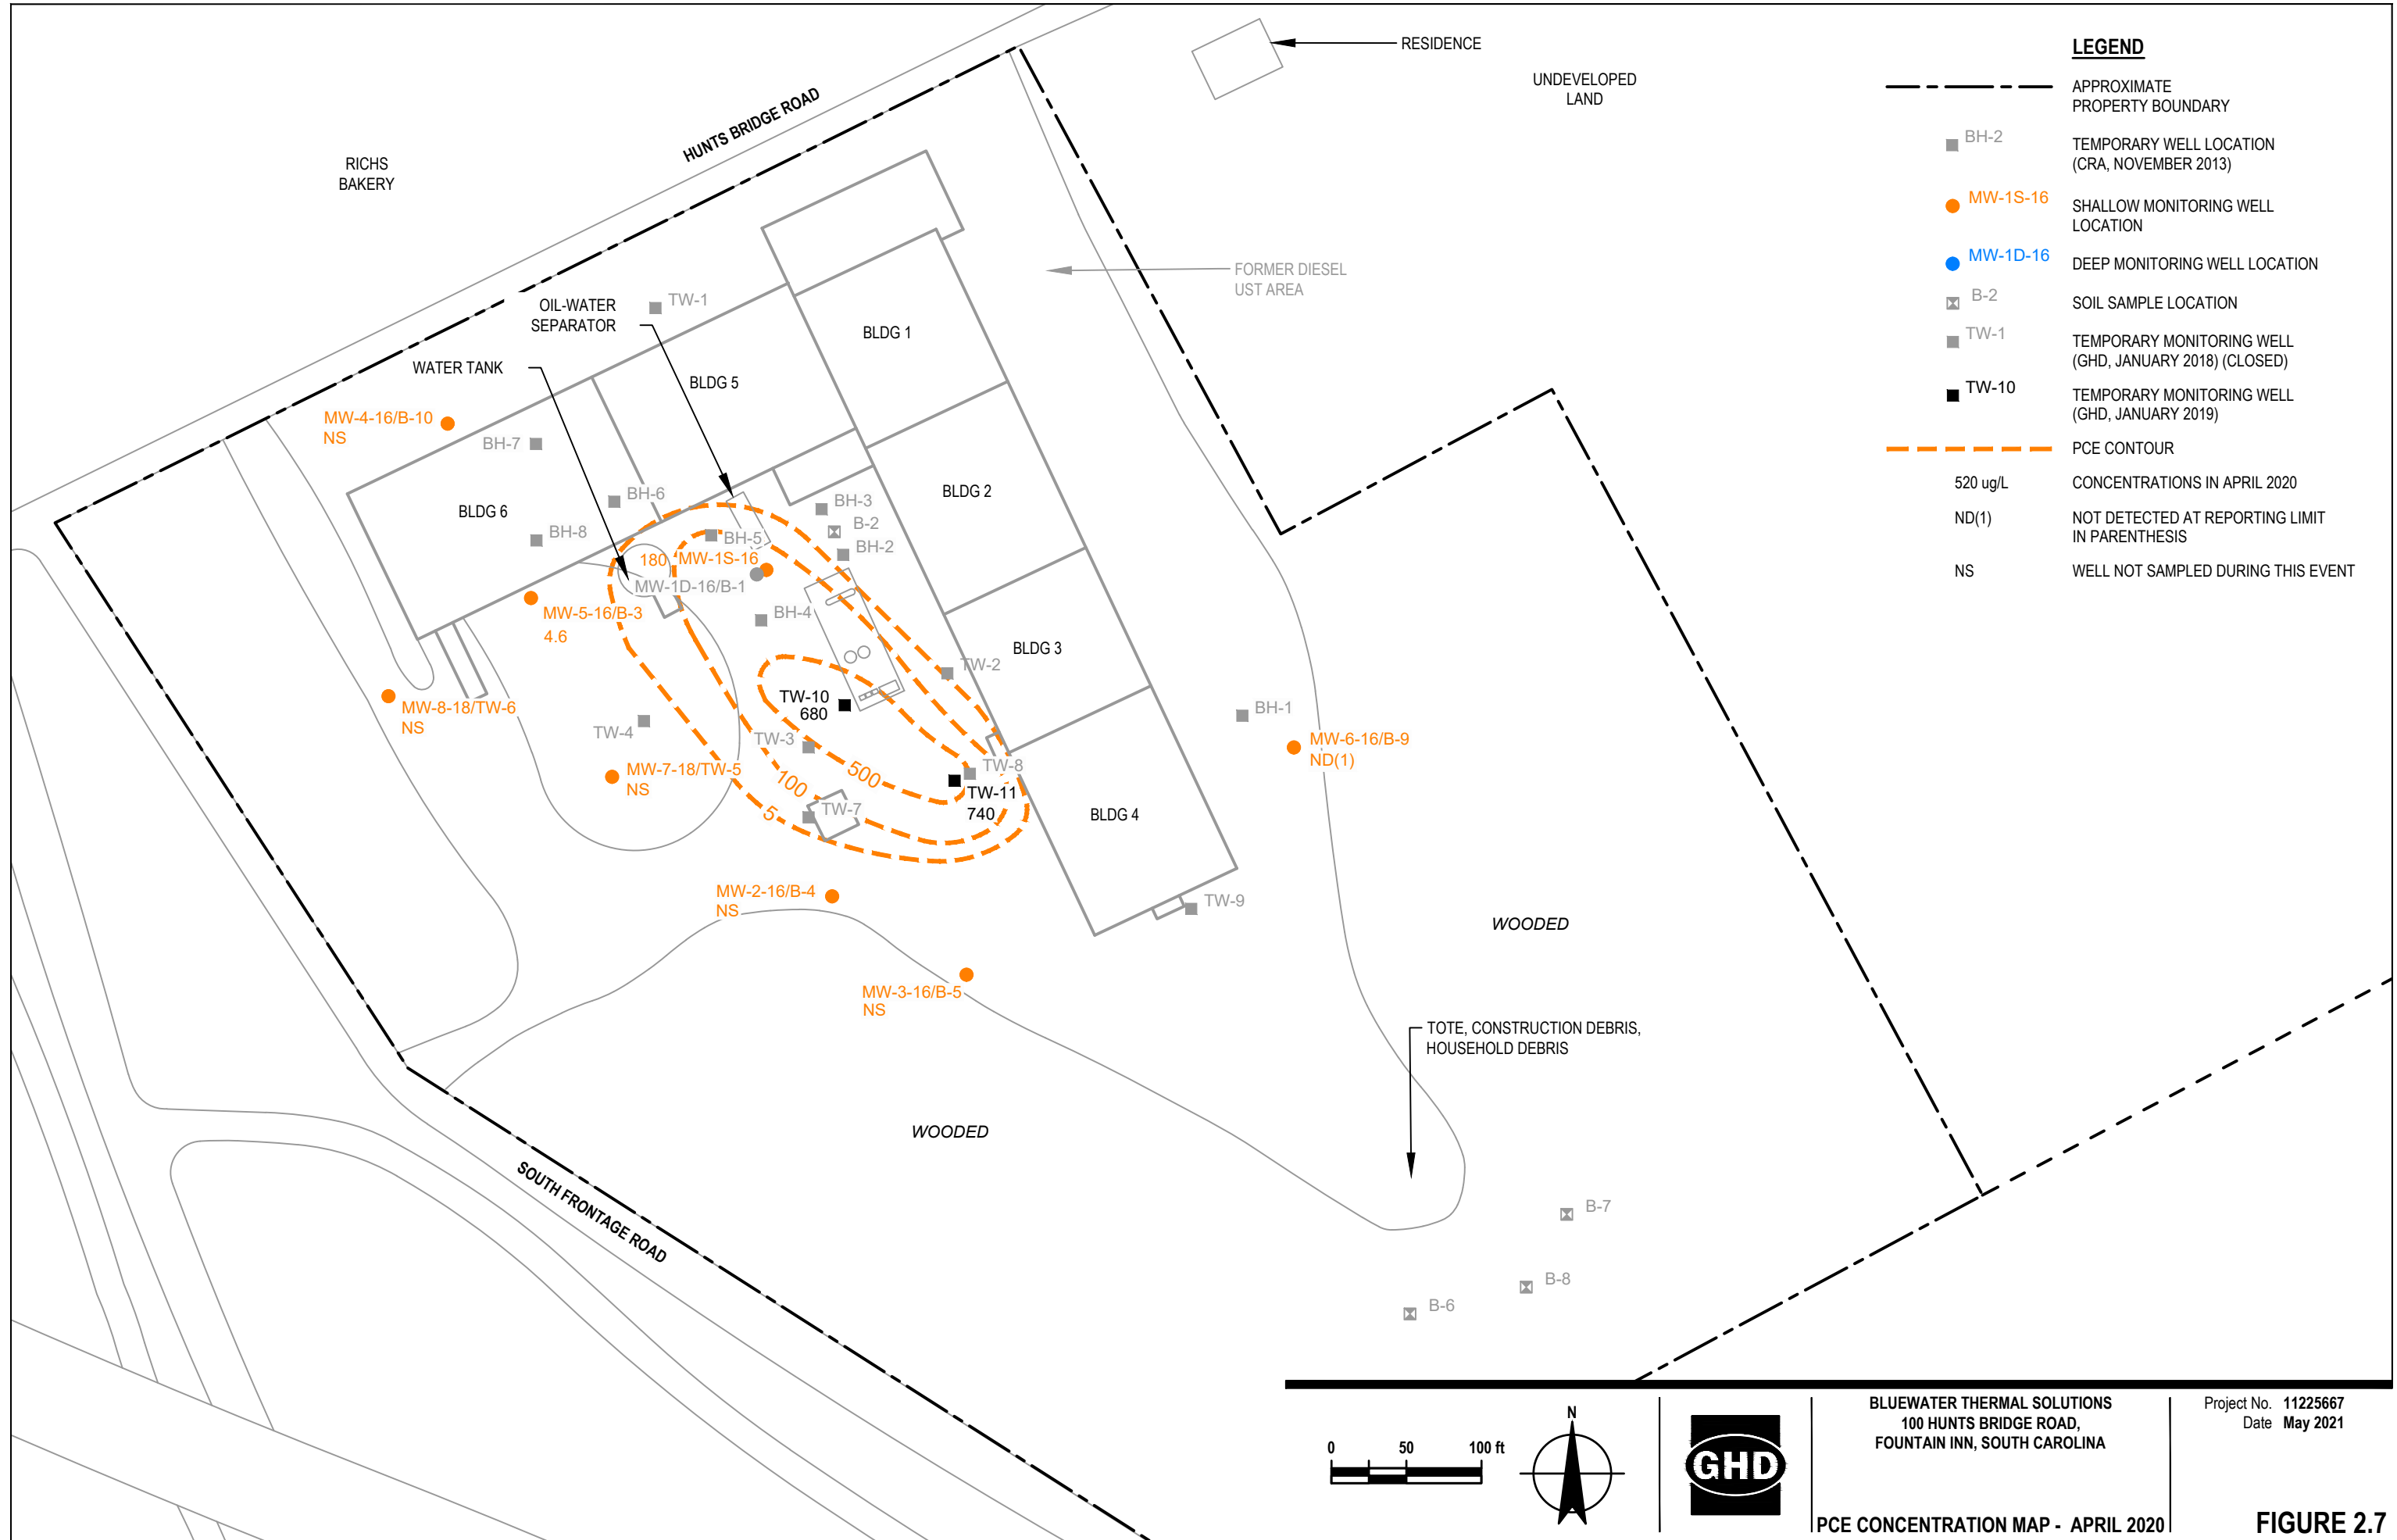 RESIDENCE
UNDEVELOPED
LAND
HUNTS BRIDGE ROAD
RICHS
BAKERY
FORMER DIESEL
UST AREA
OIL-WATER
SEPARATOR
TW-1
WATER TANK
BLDG 1
BLDG 5
MW-4-16/B-10
NS
BH-7
BLDG 2
BH-6
BLDG 6
BH-3
B-2
BH-8
BH-5
BH-2
180
MW-1S-16
MW-1D-16/B-1
MW-5-16/B-3
4.6
BH-4
BLDG 3
TW-2
TW-10
680
MW-8-18/TW-6
NS
BH-1
TW-4
TW-3
MW-6-16/B-9
ND(1)
MW-7-18/TW-5
NS
500
100
5
TW-8
TW-11
740
TW-7
BLDG 4
MW-2-16/B-4
NS
TW-9
WOODED
MW-3-16/B-5
NS
TOTE, CONSTRUCTION DEBRIS,
HOUSEHOLD DEBRIS
WOODED
SOUTH FRONTAGE ROAD
B-7
B-8
B-6
LEGEND
APPROXIMATE
PROPERTY BOUNDARY
BH-2
TEMPORARY WELL LOCATION
(CRA, NOVEMBER 2013)
MW-1S-16
SHALLOW MONITORING WELL
LOCATION
MW-1D-16
DEEP MONITORING WELL LOCATION
B-2
SOIL SAMPLE LOCATION
TW-1
TEMPORARY MONITORING WELL
(GHD, JANUARY 2018) (CLOSED)
TW-10
TEMPORARY MONITORING WELL
(GHD, JANUARY 2019)
PCE CONTOUR
520 ug/L
CONCENTRATIONS IN APRIL 2020
ND(1)
NOT DETECTED AT REPORTING LIMIT
IN PARENTHESIS
NS
WELL NOT SAMPLED DURING THIS EVENT
0 50 100 ft
N
GHD
BLUEWATER THERMAL SOLUTIONS
100 HUNTS BRIDGE ROAD,
FOUNTAIN INN, SOUTH CAROLINA
PCE CONCENTRATION MAP - APRIL 2020
Project No. 11225667
Date May 2021
FIGURE 2.7